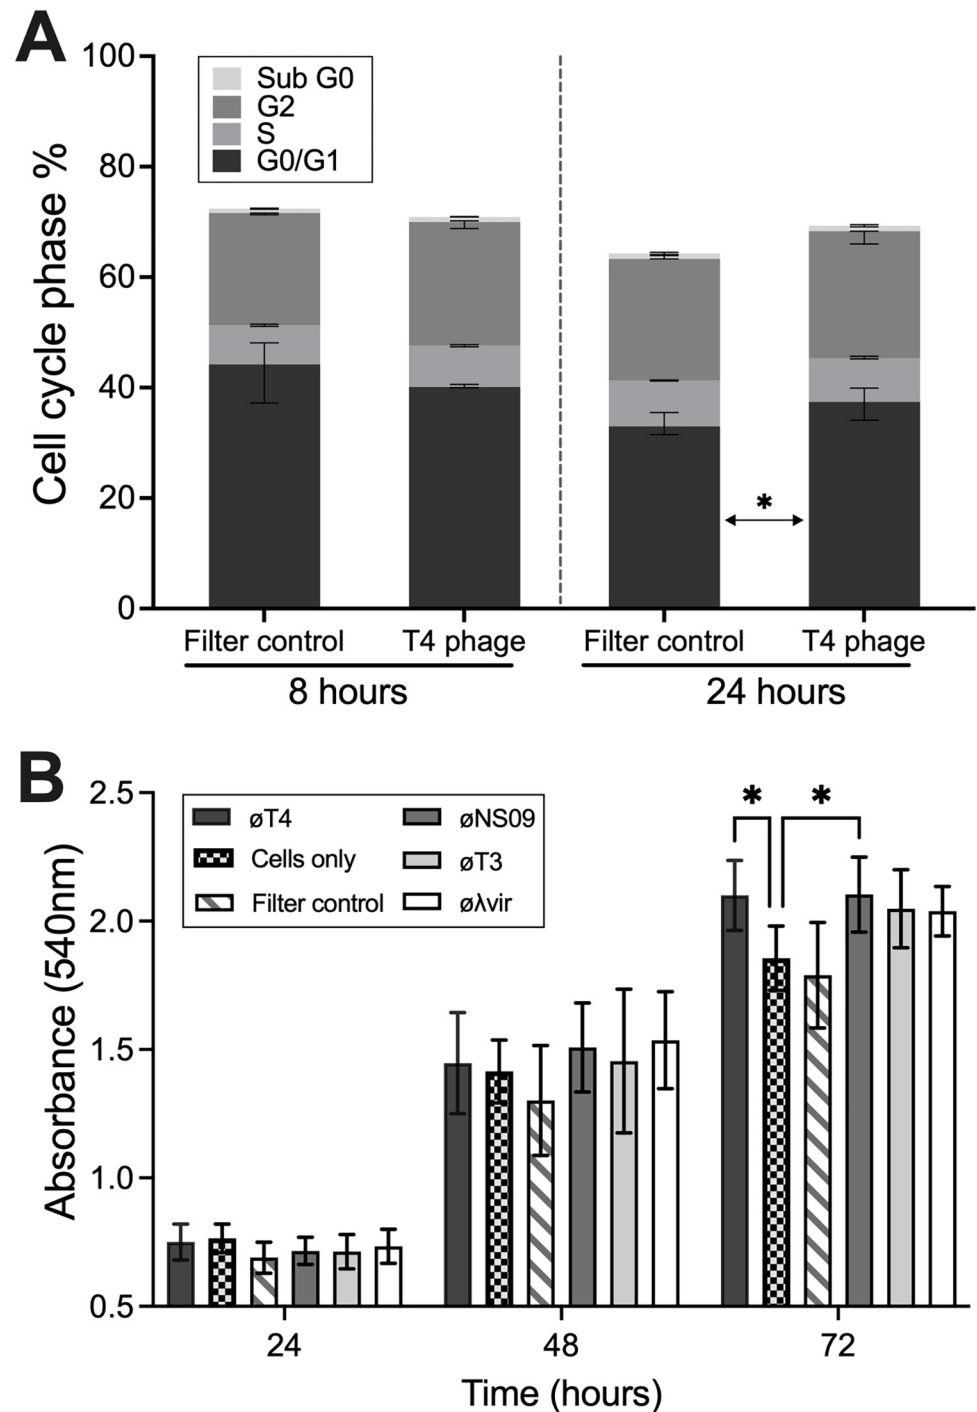 A
100
80
60
40
20
0
Cell cycle phase %
Sub G0
G2
S
G0/G1
*
Filter control T4 phage Filter control T4 phage
8 hours 24 hours
B
2.5
2.0
1.5
1.0
0.5
Absorbance (540nm)
øT4 øNS09
Cells only øT3
Filter control øλvir
* *
24 48 72
Time (hours)